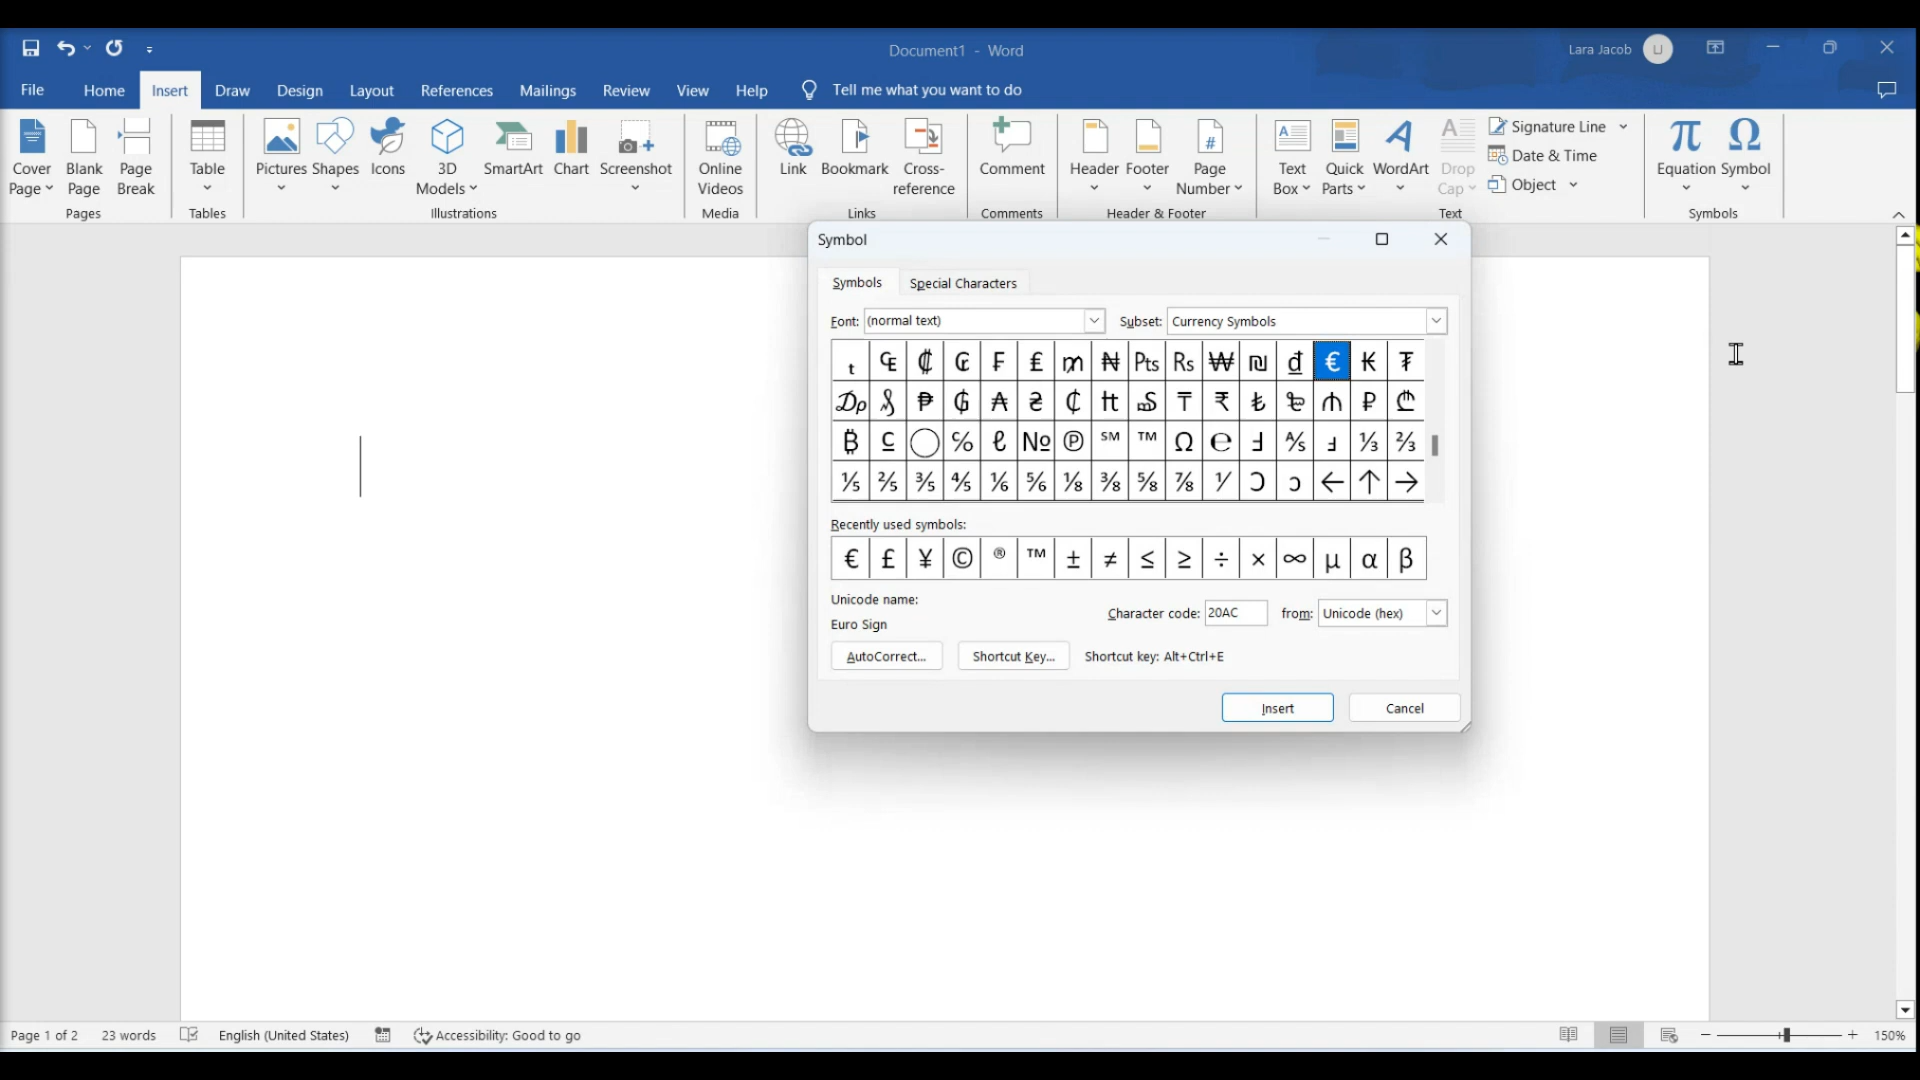 Document1 - Word
Lara Jacob LJ
File Home Insert Draw Design Layout References Mailings Review View Help Tell me what you want to do
Cover Page
Blank Page
Page Break
Table
Pictures
Shapes
Icons
3D Models
SmartArt
Chart
Screenshot
Online Videos
Link
Bookmark
Cross-reference
Comment
Header
Footer
Page Number
Text Box
Quick Parts
WordArt
Drop Cap
Signature Line
Date & Time
Object
Equation
Symbol
Pages Tables Illustrations Media Links Comments Header & Footer Text Symbols
Symbol
Symbols Special Characters
Font: (normal text) Subset: Currency Symbols
ₜ ₠ ₡ ₢ ₣ ₤ ₥ ₦ ₧ ₨ ₩ ₪ ₫ € ₭ ₮
₯ ₰ ₱ ₲ ₳ ₴ ₵ ₶ ₷ ₸ ₹ ₺ ₻ ₼ ₽ ₾
₿ ⃀ ◯ ℅ ℓ № ℗ ℠ ™ Ω ℮ Ⅎ ⅍ ⅎ ⅓ ⅔
⅕ ⅖ ⅗ ⅘ ⅙ ⅚ ⅛ ⅜ ⅝ ⅞ ⅟ Ↄ ↄ ← ↑ →
Recently used symbols:
€ £ ¥ © ® ™ ± ≠ ≤ ≥ ÷ × ∞ µ α β
Unicode name:
Euro Sign
Character code: 20AC from: Unicode (hex)
AutoCorrect... Shortcut Key... Shortcut key: Alt+Ctrl+E
Insert Cancel
Page 1 of 2 23 words English (United States) Accessibility: Good to go 150%